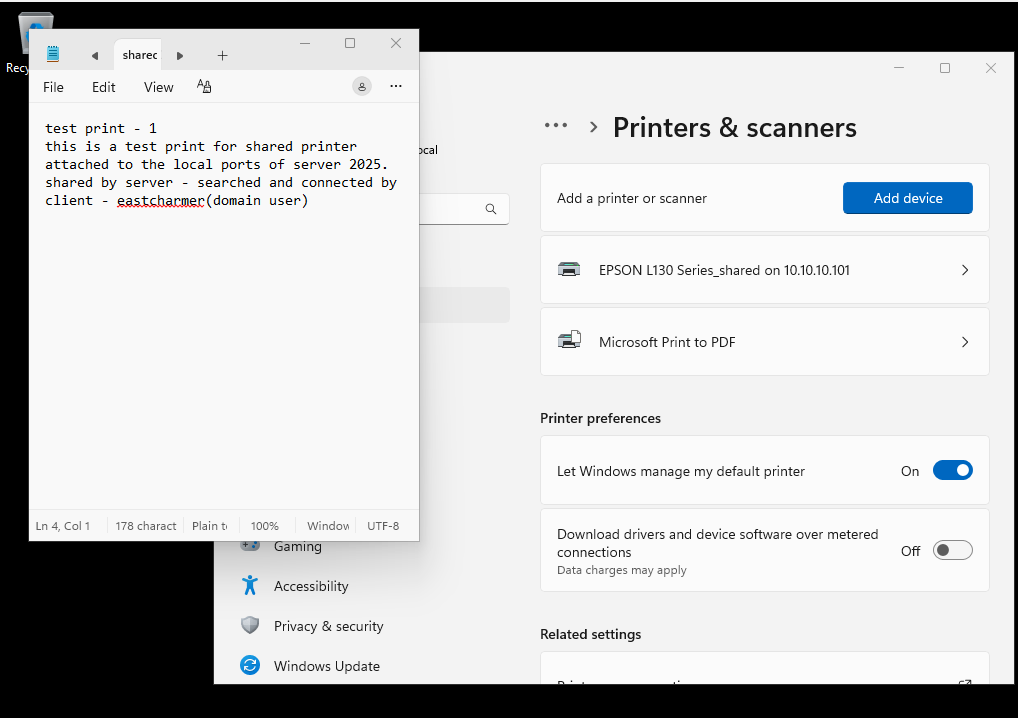 Recy
sharec
File
Edit
View
test print - 1
this is a test print for shared printer
attached to the local ports of server 2025.
shared by server - searched and connected by
client - eastcharmer(domain user)
Ln 4, Col 1
178 charact
Plain t
100%
Window
UTF-8
ocal
Gaming
Accessibility
Privacy & security
Windows Update
Printers & scanners
Add a printer or scanner
Add device
EPSON L130 Series_shared on 10.10.10.101
Microsoft Print to PDF
Printer preferences
Let Windows manage my default printer
On
Download drivers and device software over metered
connections
Data charges may apply
Off
Related settings